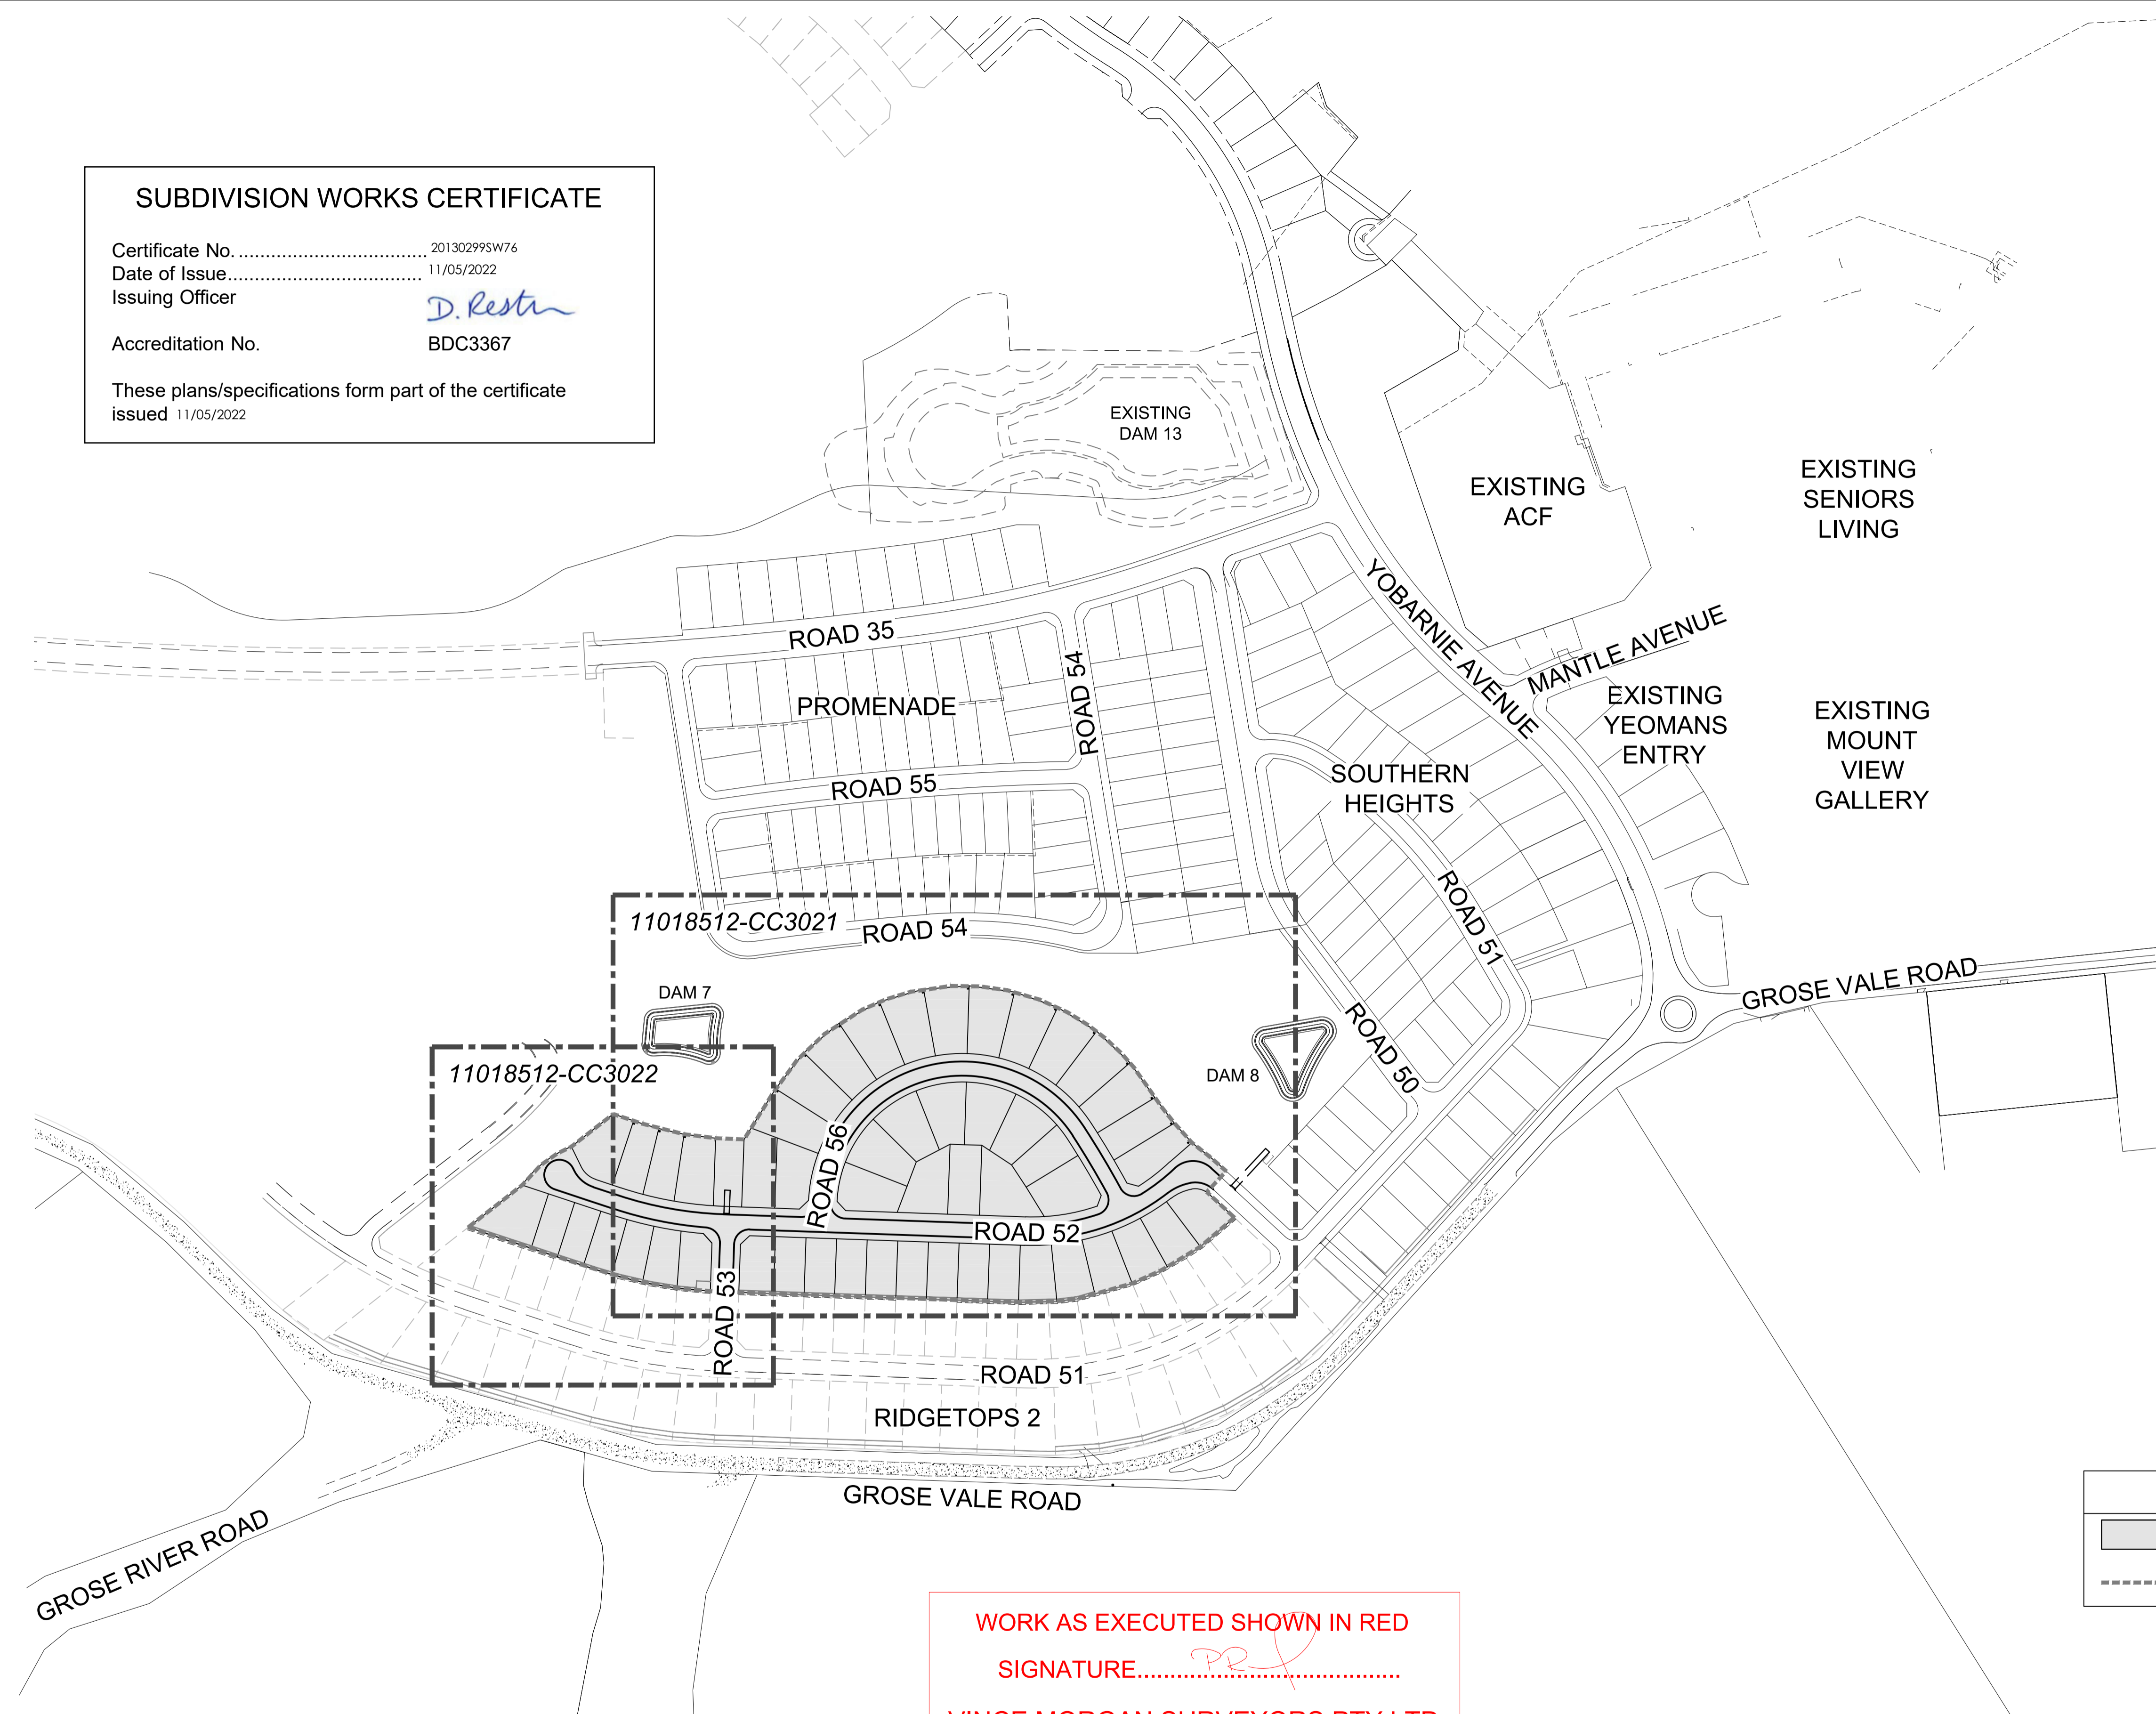 SUBDIVISION WORKS CERTIFICATE
Certificate No. .................................... 20130299SW76
Date of Issue.................................... 11/05/2022
Issuing Officer
Accreditation No. BDC3367
These plans/specifications form part of the certificate
issued 11/05/2022
EXISTING
DAM 13
EXISTING
ACF
EXISTING
SENIORS
LIVING
YOBARNIE AVENUE
MANTLE AVENUE
ROAD 35
ROAD 54
PROMENADE
EXISTING
YEOMANS
ENTRY
EXISTING
MOUNT
VIEW
GALLERY
ROAD 55
SOUTHERN
HEIGHTS
11018512-CC3021
ROAD 54
ROAD 51
GROSE VALE ROAD
DAM 7
ROAD 50
11018512-CC3022
DAM 8
ROAD 56
ROAD 52
ROAD 53
ROAD 51
RIDGETOPS 2
GROSE VALE ROAD
GROSE RIVER ROAD
WORK AS EXECUTED SHOWN IN RED
SIGNATURE........................................
VINCE MORGAN SURVEYORS PTY LTD